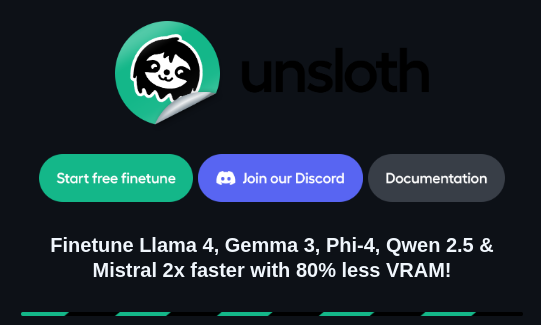 unsloth
Start free finetune
Join our Discord
Documentation
Finetune Llama 4, Gemma 3, Phi-4, Qwen 2.5 &
Mistral 2x faster with 80% less VRAM!